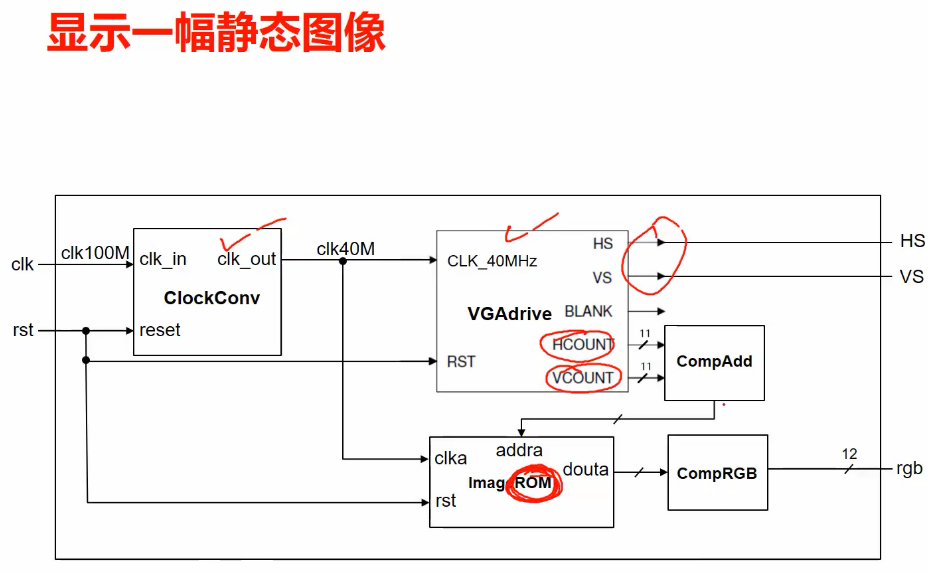 显示一幅静态图像
clk
clk100M
clk_in
clk_out
ClockConv
reset
rst
clk40M
CLK_40MHz
VGAdrive
RST
HS
VS
BLANK
HCOUNT
VCOUNT
11
11
CompAdd
HS
VS
addra
clka
douta
ImagROM
rst
CompRGB
12
rgb